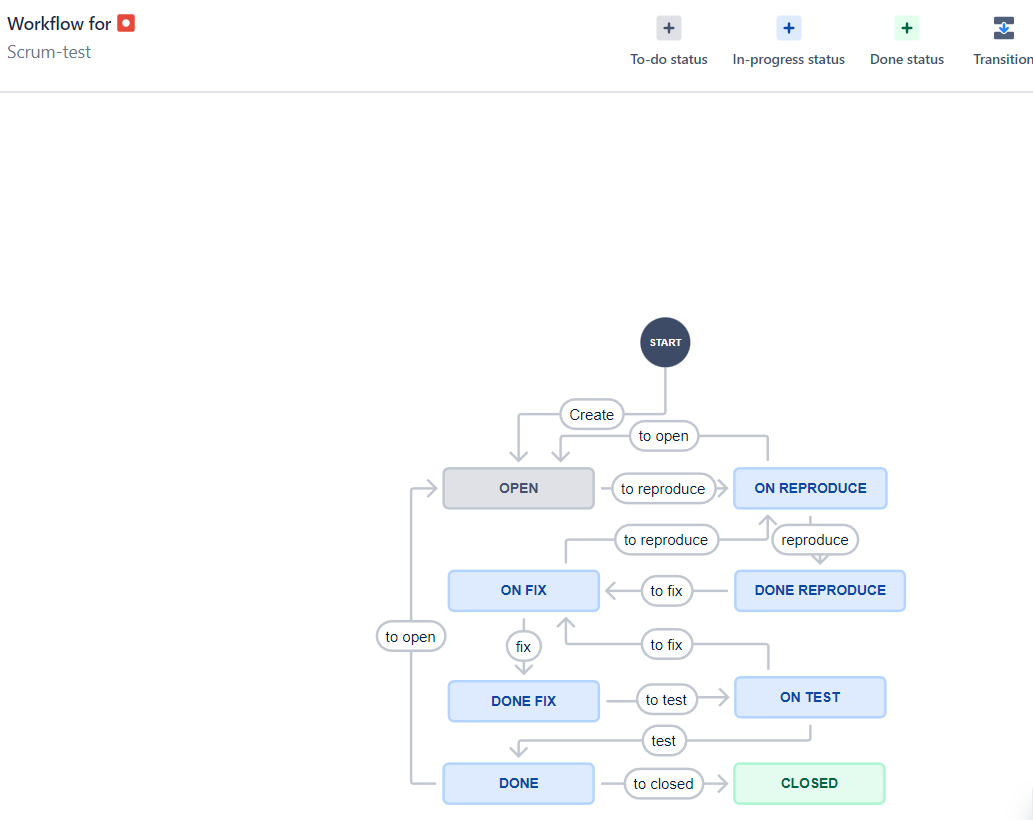 Workflow for
Scrum-test
To-do status
In-progress status
Done status
Transition
START
Create
to open
OPEN
to reproduce
ON REPRODUCE
to reproduce
reproduce
ON FIX
to fix
DONE REPRODUCE
to open
fix
to fix
DONE FIX
to test
ON TEST
test
DONE
to closed
CLOSED